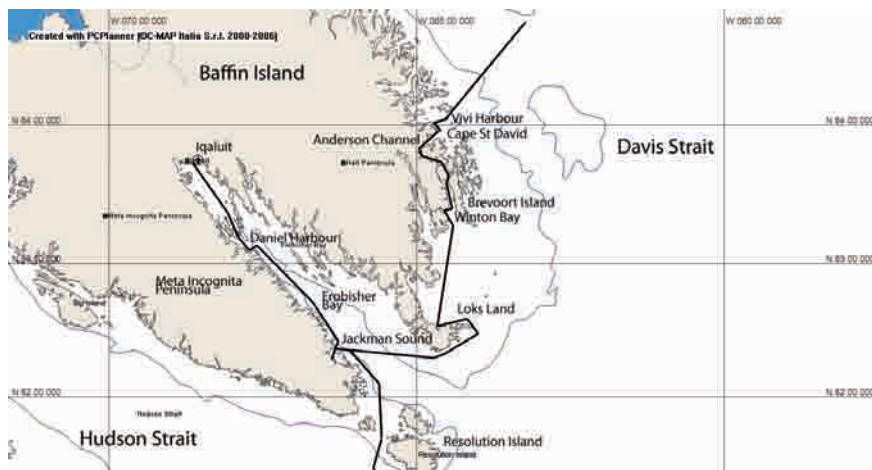 W 070 00 000
W 065 00 000
W 060 00 000
Created with PCPlanner (C-MAP Italia S.r.l. 2000-2006)
Baffin Island
Vivi Harbour
N 64 00 000
Anderson Channel
Cape St David
Iqaluit
Davis Strait
Hall Peninsula
Brevoort Island
Meta Incognita Peninsula
Winton Bay
Daniel Harbour
Meta Incognita
Peninsula
Frobisher
Bay
Loks Land
Jackman Sound
N 62 00 000
N 62 00 000
Hudson Strait
Hudson Strait
Resolution Island
Resolution Island